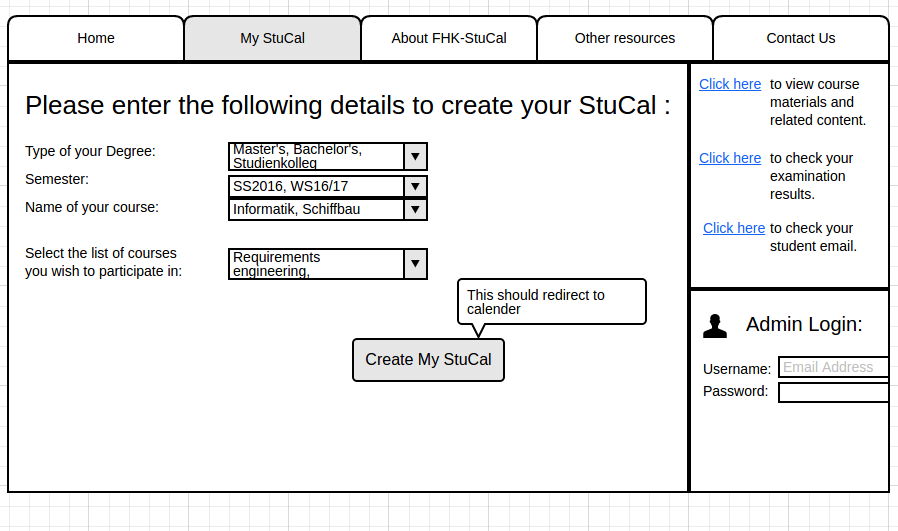 Home
My StuCal
About FHK-StuCal
Other resources
Contact Us
Please enter the following details to create your StuCal :
Type of your Degree:
Master's, Bachelor's,
Studienkolleg
Semester:
SS2016, WS16/17
Name of your course:
Informatik, Schiffbau
Select the list of courses
you wish to participate in:
Requirements
engineering,
This should redirect to
calender
Create My StuCal
Click here to view course
materials and
related content.
Click here to check your
examination
results.
Click here to check your
student email.
Admin Login:
Username: Email Address
Password: